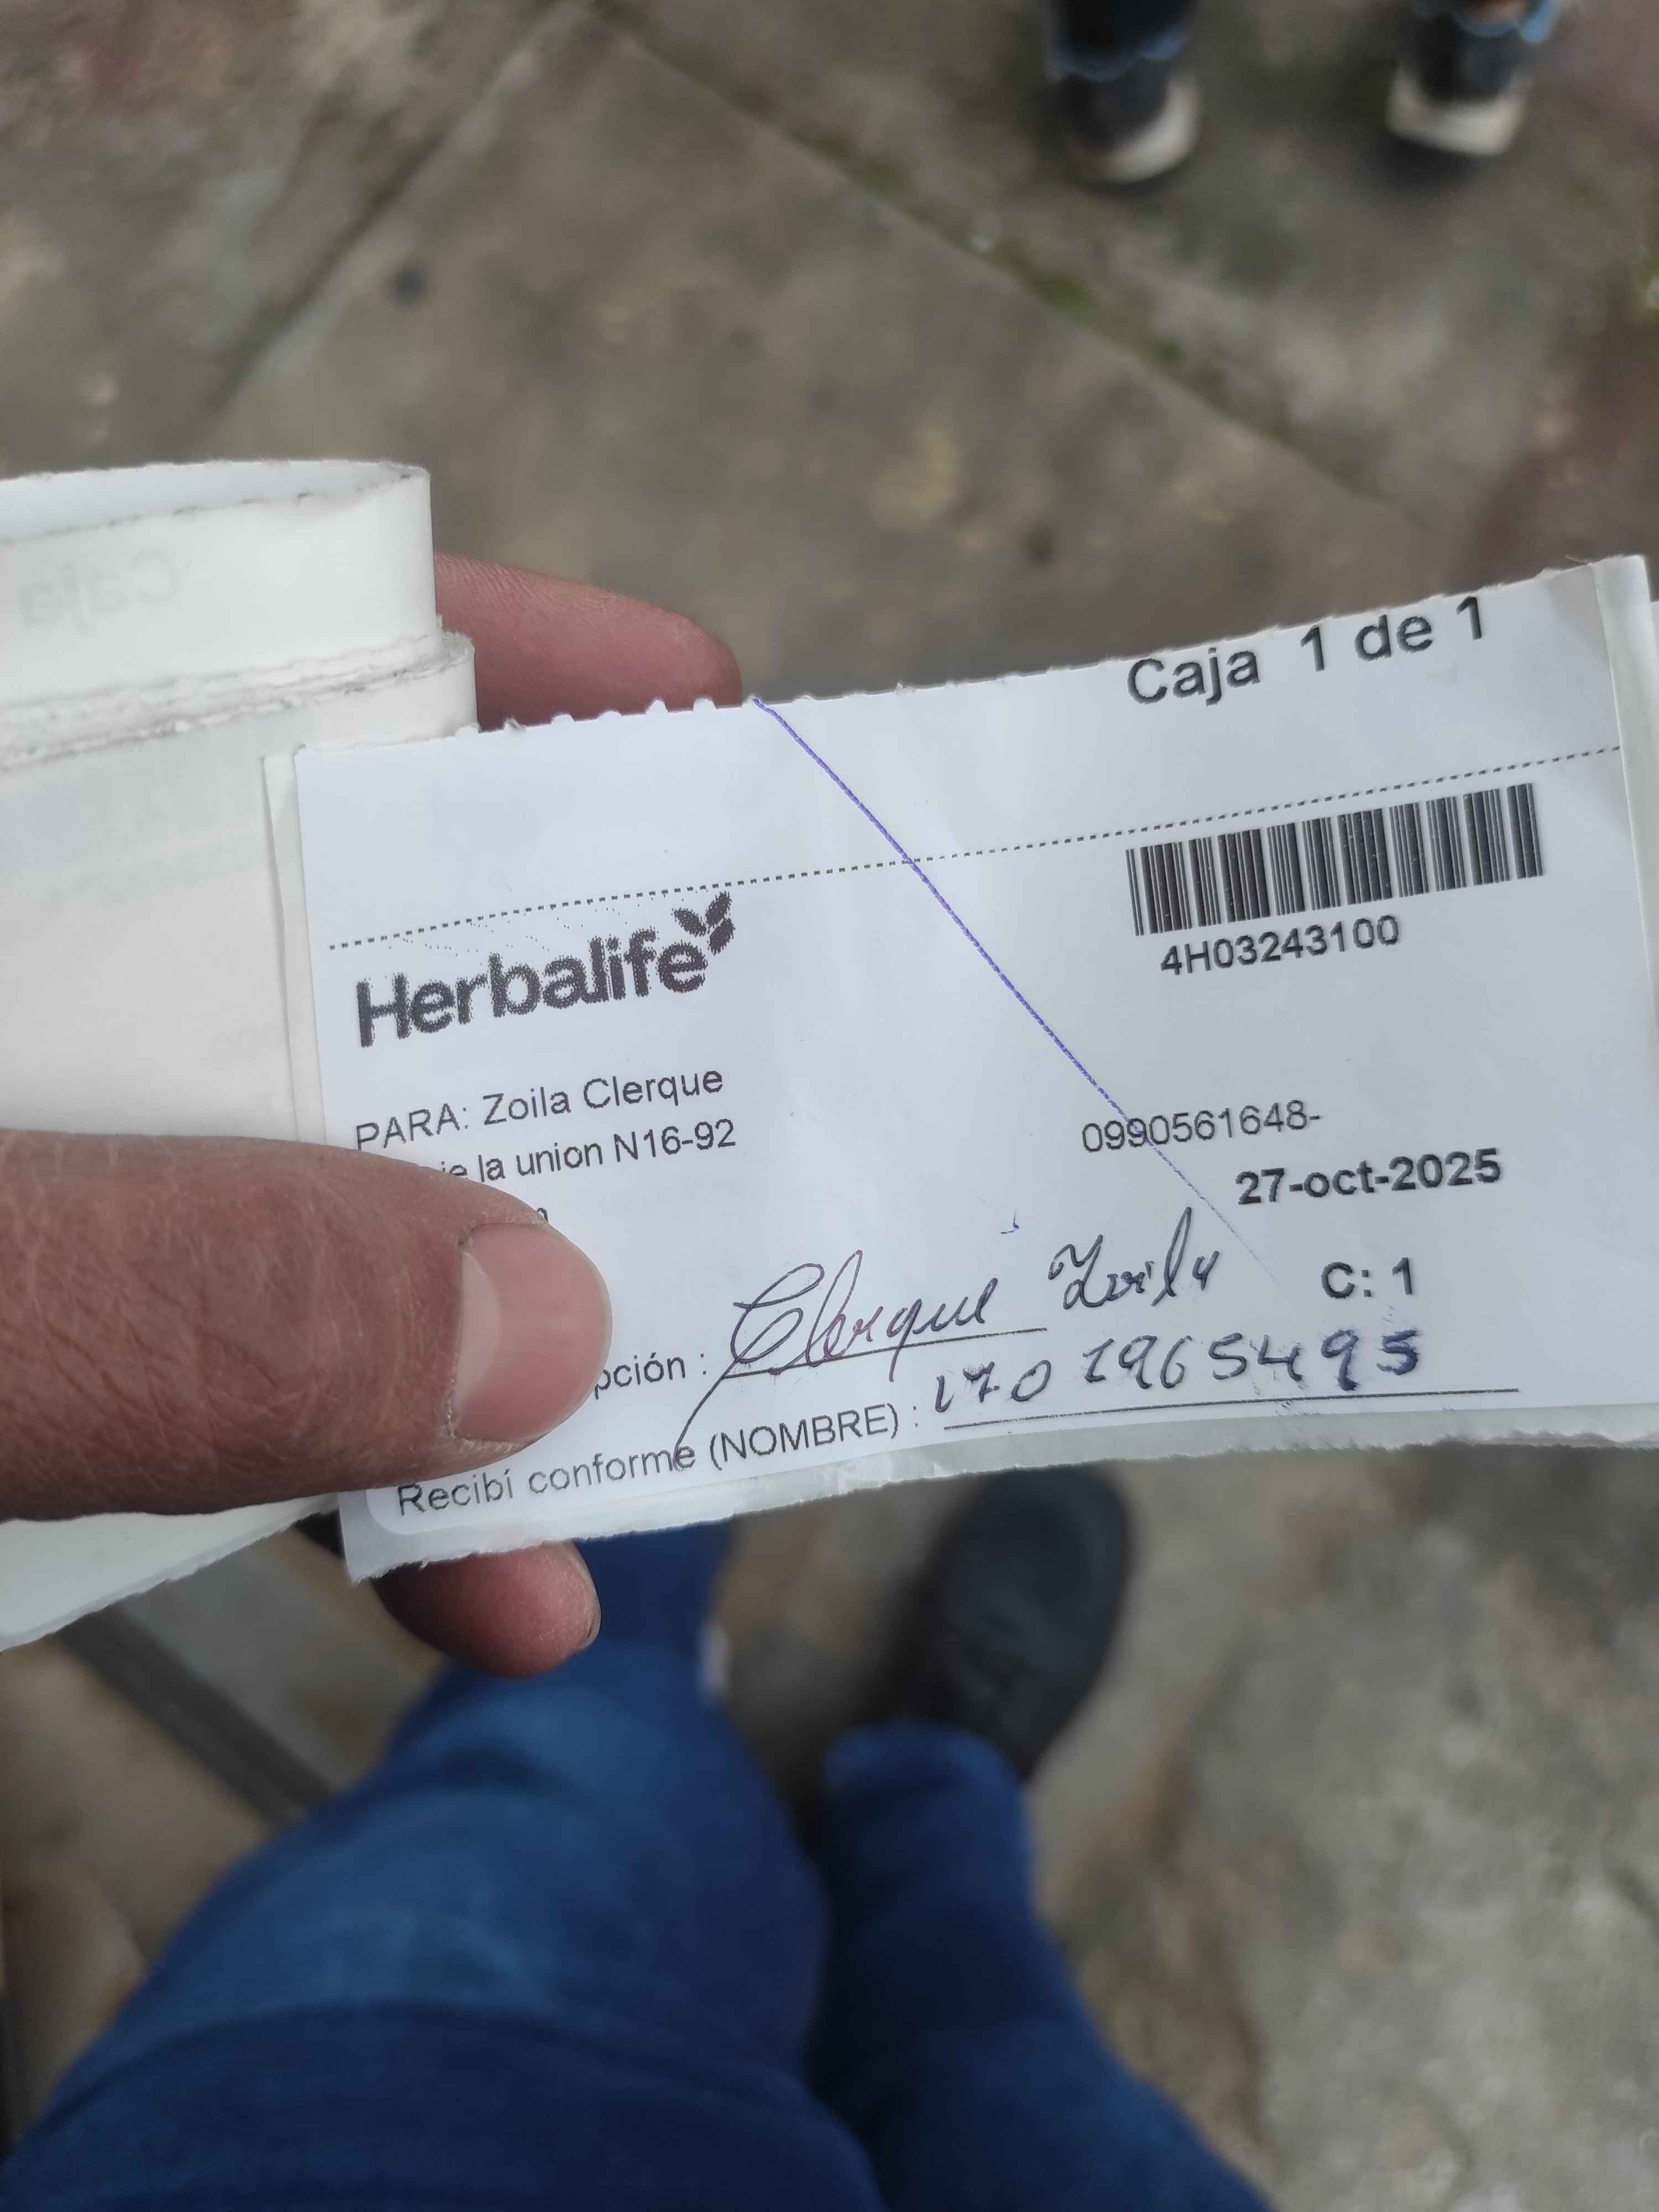 Caja 1 de 1
4H03243100
Herbalife
PARA: Zoila Clerque
la union N16-92
0990561648-
27-oct-2025
C: 1
pción : Clerque Zoila
Recibí conforme (NOMBRE) : 1701965495